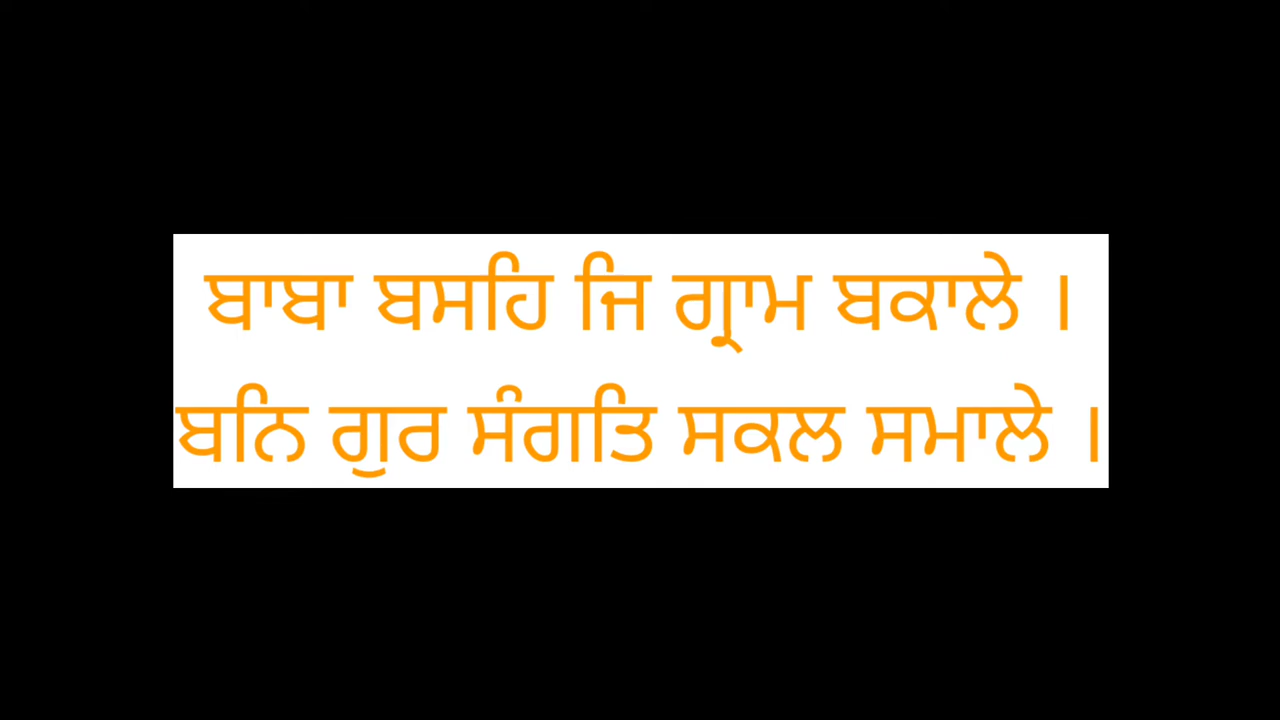 ਬਾਬਾ ਬਸਹਿ ਜਿ ਗ੍ਰਾਮ ਬਕਾਲੇ ।
ਬਨਿ ਗੁਰ ਸੰਗਤਿ ਸਕਲ ਸਮਾਲੇ ।